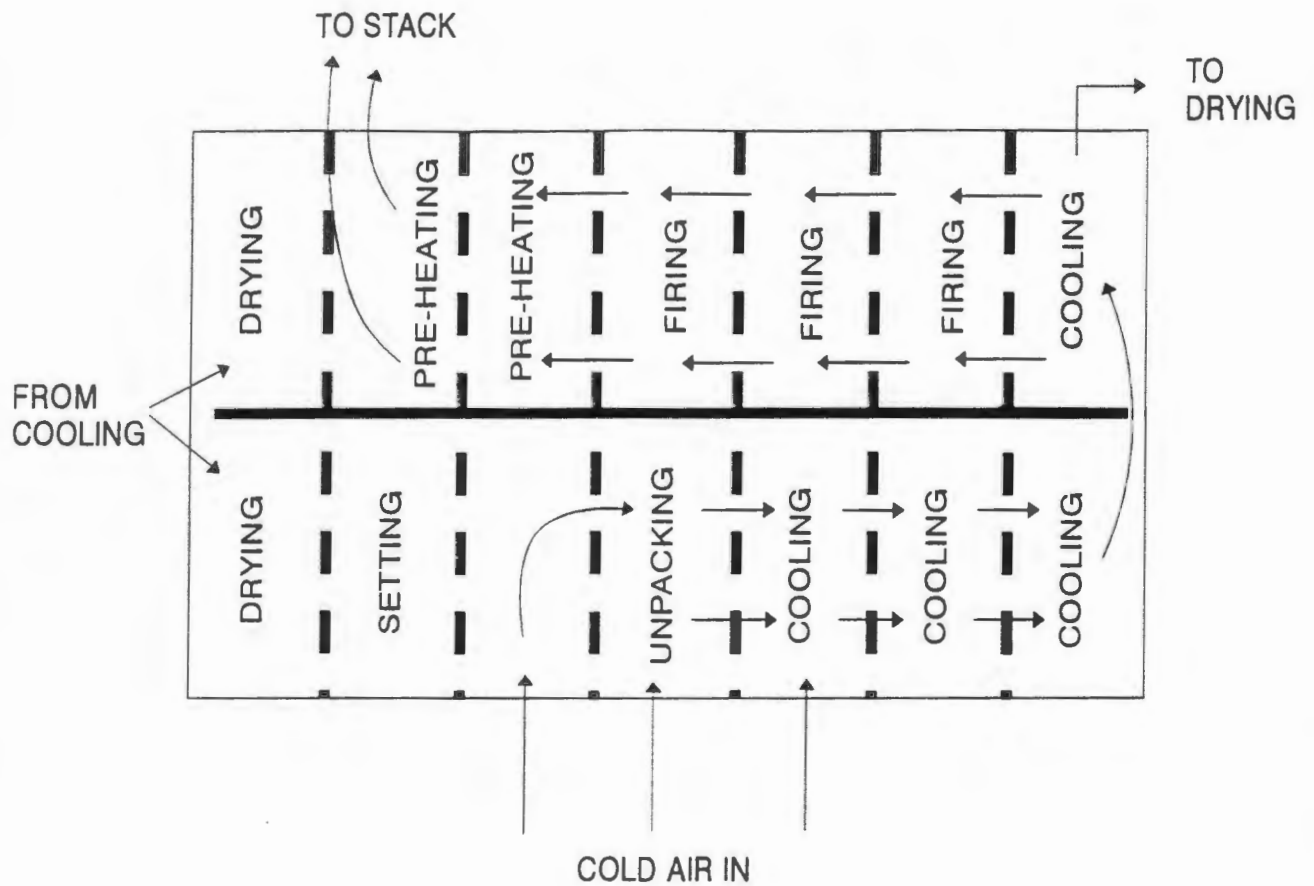 TO STACK
TO
DRYING
DRYING
PRE-HEATING
PRE-HEATING
FIRING
FIRING
FIRING
COOLING
FROM
COOLING
DRYING
SETTING
UNPACKING
COOLING
COOLING
COOLING
COLD AIR IN